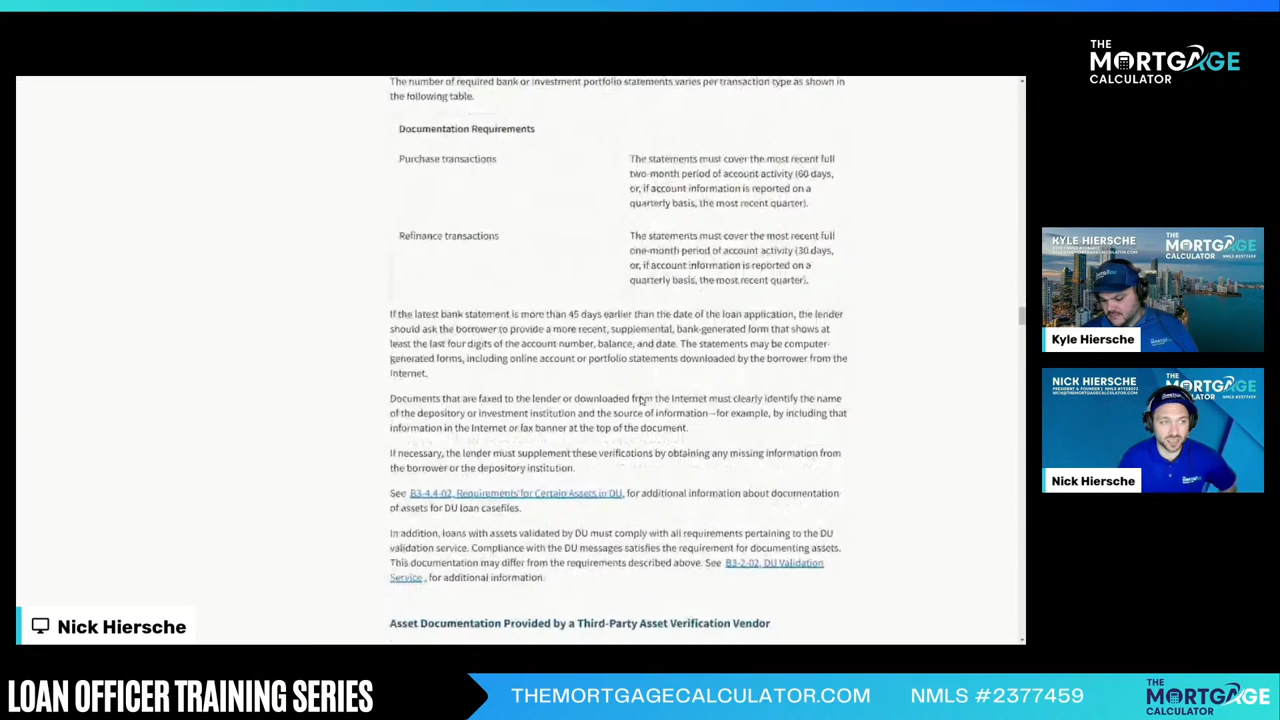 The number of required bank or investment portfolio statements varies per transaction type as shown in
the following table.
Documentation Requirements
Purchase transactions
The statements must cover the most recent full
two-month period of account activity (60 days,
or, if account information is reported on a
quarterly basis, the most recent quarter).
Refinance transactions
The statements must cover the most recent full
one-month period of account activity (30 days,
or, if account information is reported on a
quarterly basis, the most recent quarter).
If the latest bank statement is more than 45 days earlier than the date of the loan application, the lender
should ask the borrower to provide a more recent, supplemental, bank-generated form that shows at
least the last four digits of the account number, balance, and date. The statements may be computer-
generated forms, including online account or portfolio statements downloaded by the borrower from the
Internet.
Documents that are faxed to the lender or downloaded from the Internet must clearly identify the name
of the depository or investment institution and the source of information—for example, by including that
information in the Internet or fax banner at the top of the document.
If necessary, the lender must supplement these verifications by obtaining any missing information from
the borrower or the depository institution.
See B3-4.4-02, Requirements for Certain Assets in DU, for additional information about documentation
of assets for DU loan casefiles.
In addition, loans with assets validated by DU must comply with all requirements pertaining to the DU
validation service. Compliance with the DU messages satisfies the requirement for documenting assets.
This documentation may differ from the requirements described above. See B3-2-02, DU Validation
Service , for additional information.
Asset Documentation Provided by a Third-Party Asset Verification Vendor
Nick Hiersche
THE
MORTGAGE
CALCULATOR
KYLE HIERSCHE
THE
MORTGAGE
CALCULATOR
NMLS #2377459
Kyle Hiersche
NICK HIERSCHE
THE
MORTGAGE
CALCULATOR
NMLS #2377459
Nick Hiersche
LOAN OFFICER TRAINING SERIES
THEMORTGAGECALCULATOR.COM
NMLS #2377459
THE
MORTGAGE
CALCULATOR